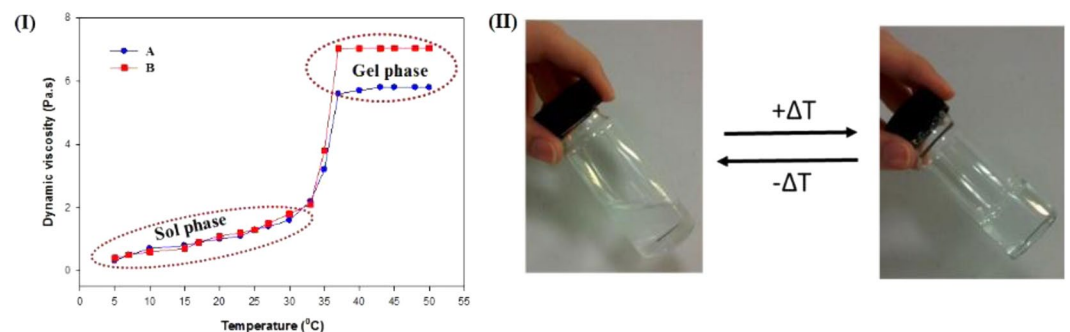 (I)
8
6
4
2
0
Dynamic viscosity (Pa.s)
A
B
Gel phase
Sol phase
0 5 10 15 20 25 30 35 40 45 50 55
Temperature (⁰C)
(II)
+ΔT
-ΔT